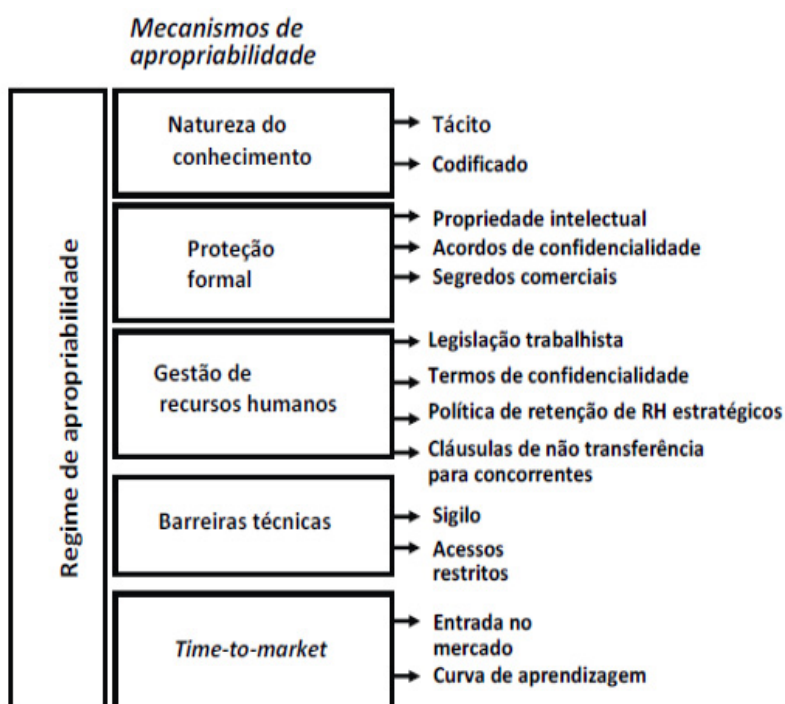 Mecanismos de
apropriabilidade
Regime de apropriabilidade
Natureza do
conhecimento
Tácito
Codificado
Proteção
formal
Propriedade intelectual
Acordos de confidencialidade
Segredos comerciais
Gestão de
recursos humanos
Legislação trabalhista
Termos de confidencialidade
Política de retenção de RH estratégicos
Cláusulas de não transferência
para concorrentes
Barreiras técnicas
Sigilo
Acessos
restritos
Time-to-market
Entrada no
mercado
Curva de aprendizagem